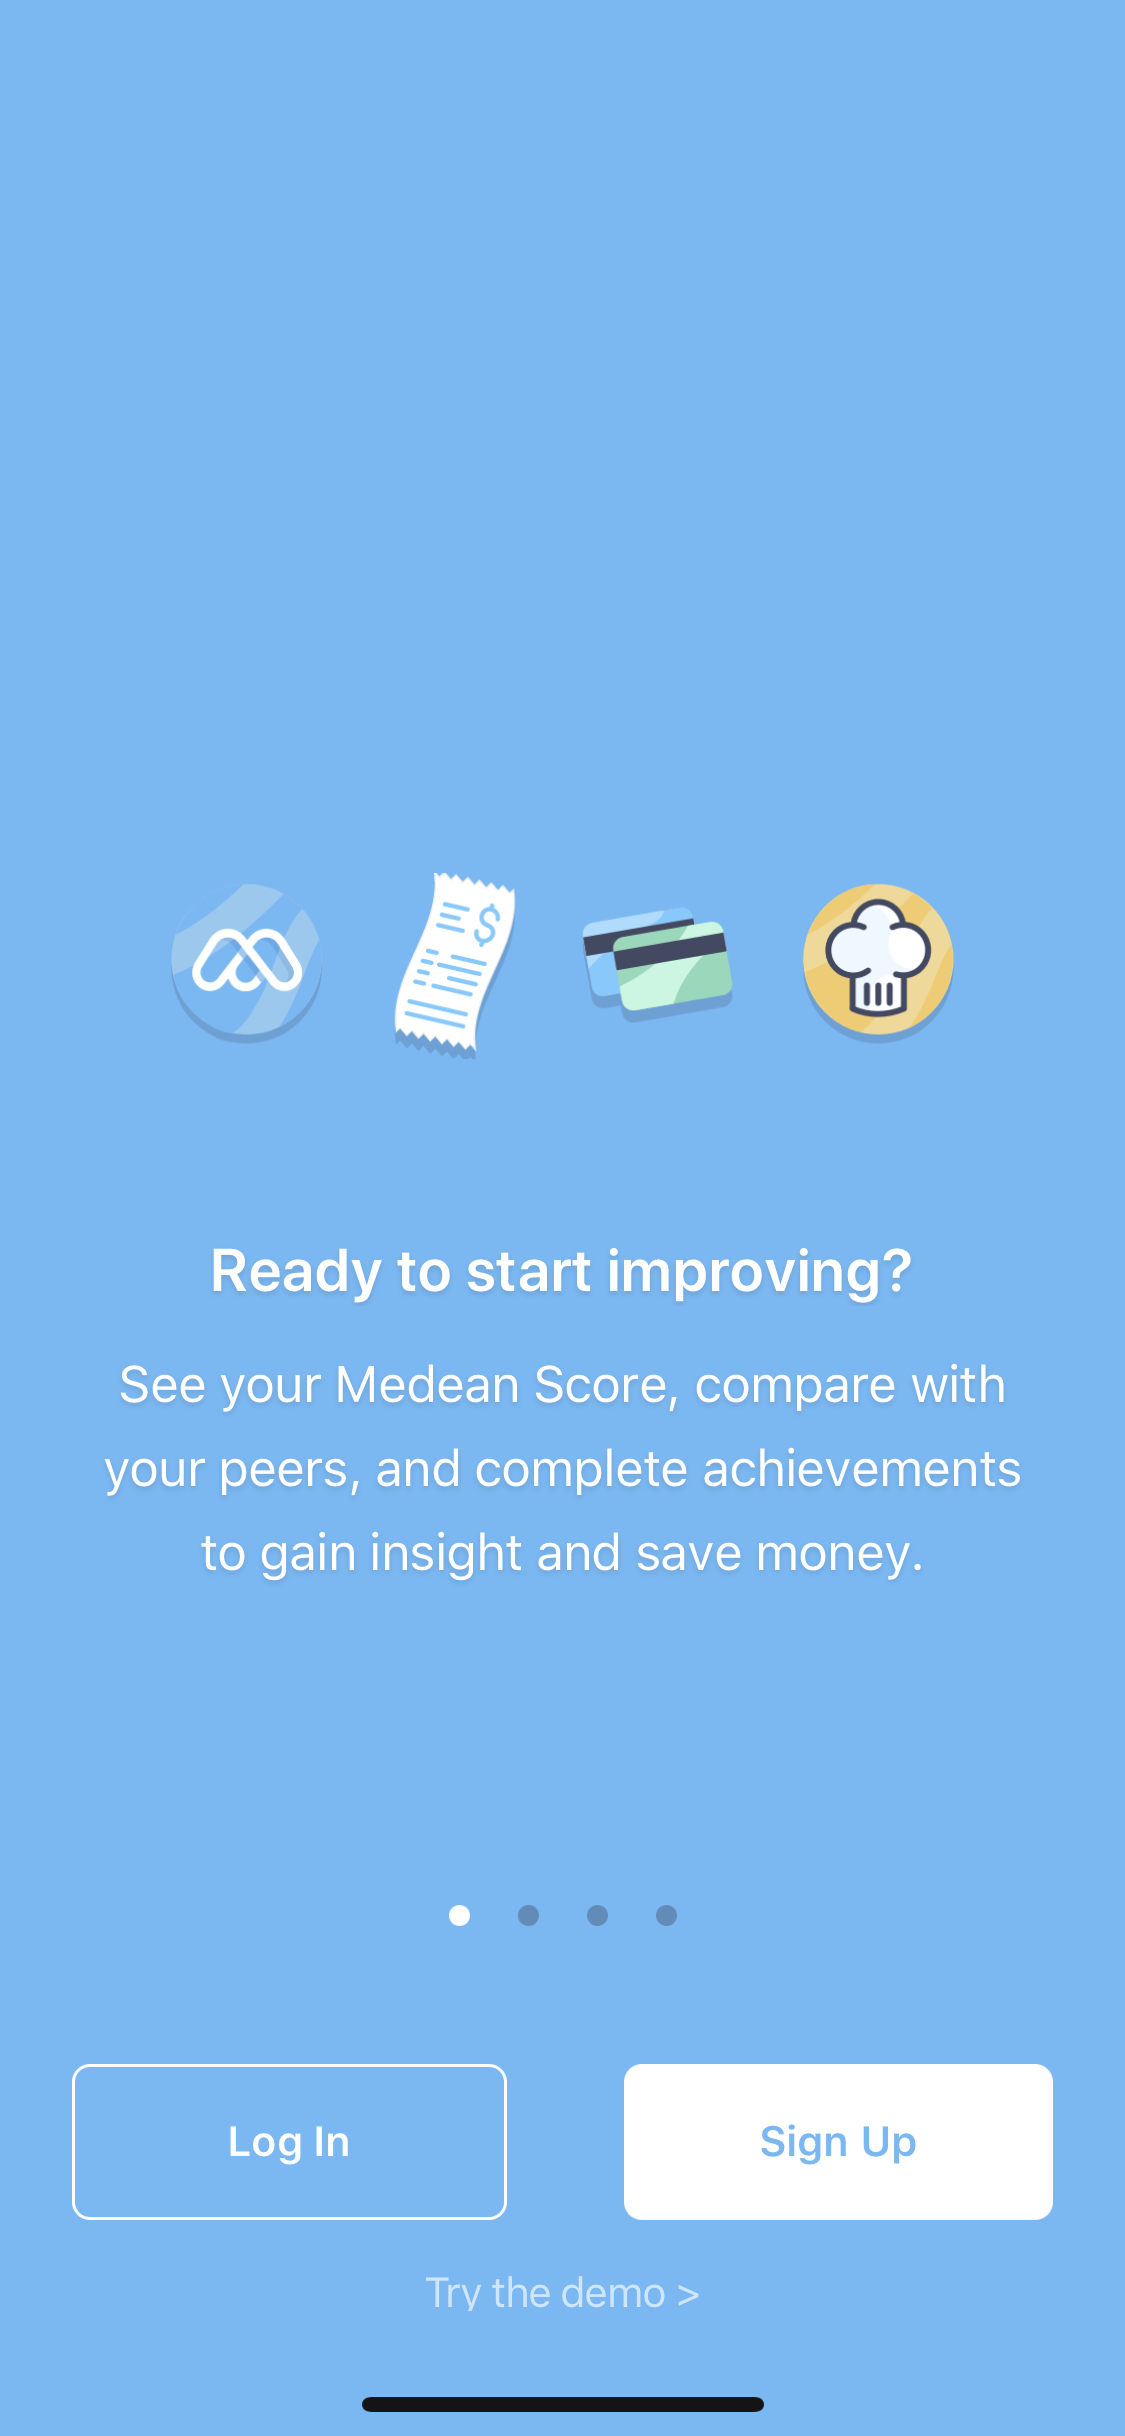 $
Ready to start improving?
See your Medean Score, compare with
your peers, and complete achievements
to gain insight and save money.
Log In
Sign Up
Try the demo >